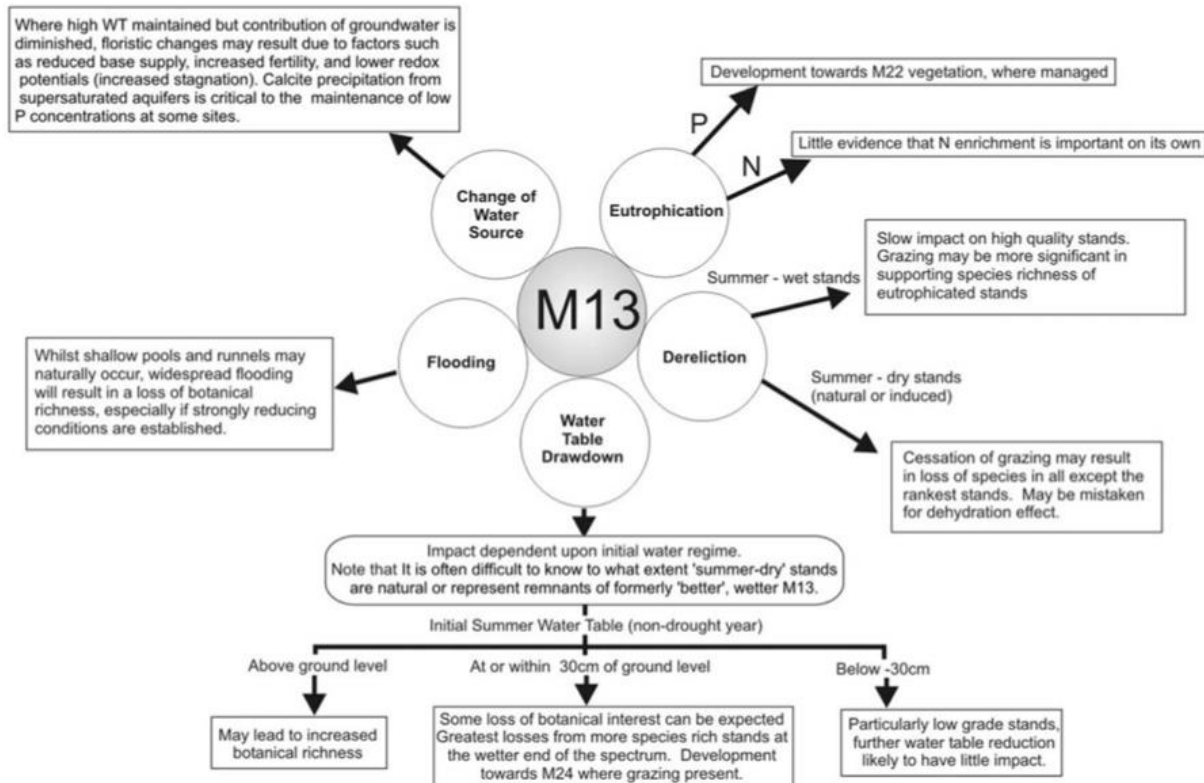 Where high WT maintained but contribution of groundwater is
diminished, floristic changes may result due to factors such
as reduced base supply, increased fertility, and lower redox
potentials (increased stagnation). Calcite precipitation from
supersaturated aquifers is critical to the maintenance of low
P concentrations at some sites.
Development towards M22 vegetation, where managed
P
N
Little evidence that N enrichment is important on its own
Change of
Water
Source
Eutrophication
Slow impact on high quality stands.
Grazing may be more significant in
supporting species richness of
eutrophicated stands
Summer - wet stands
M13
Flooding
Dereliction
Whilst shallow pools and runnels may
naturally occur, widespread flooding
will result in a loss of botanical
richness, especially if strongly reducing
conditions are established.
Summer - dry stands
(natural or induced)
Water
Table
Drawdown
Cessation of grazing may result
in loss of species in all except the
rankest stands. May be mistaken
for dehydration effect.
Impact dependent upon initial water regime.
Note that It is often difficult to know to what extent 'summer-dry' stands
are natural or represent remnants of formerly 'better', wetter M13.
Initial Summer Water Table (non-drought year)
Above ground level
At or within 30cm of ground level
Below -30cm
May lead to increased
botanical richness
Some loss of botanical interest can be expected
Greatest losses from more species rich stands at
the wetter end of the spectrum. Development
towards M24 where grazing present.
Particularly low grade stands,
further water table reduction
likely to have little impact.